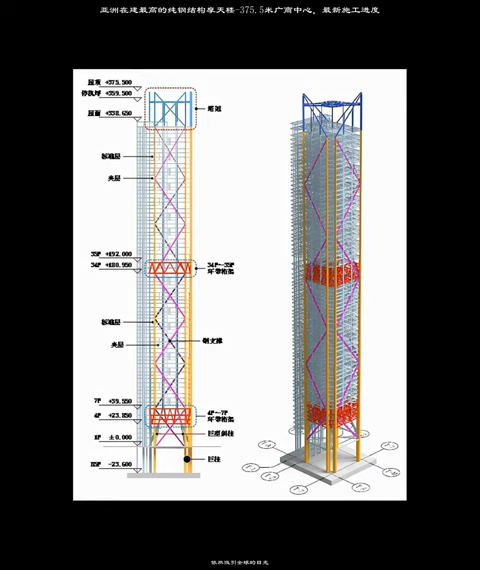 亚洲在建最高的纯钢结构摩天楼-375.5米广商中心，最新施工进度
屋顶 +375.500
停机坪 +359.500
塔冠
屋面 +338.650
标准层
夹层
35F +192.000
34F +180.950
34F~35F
环带桁架
标准层
钢支撑
夹层
7F +39.550
4F +23.850
4F~7F
环带桁架
巨型斜柱
1F ±0.000
巨柱
B5F -23.600